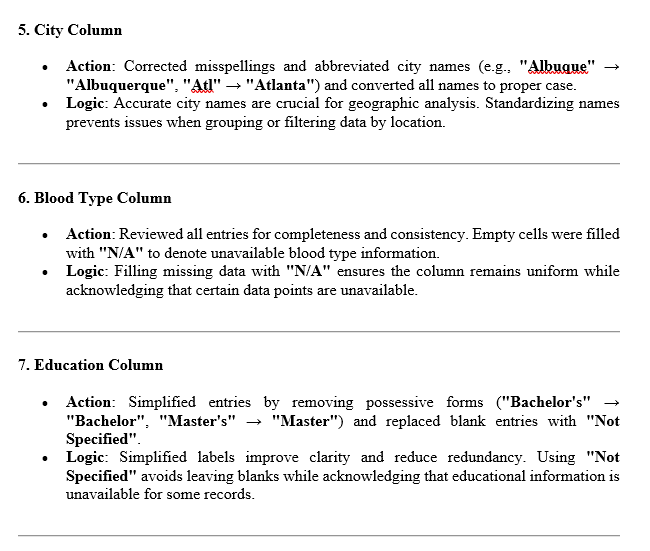 5. City Column
• Action: Corrected misspellings and abbreviated city names (e.g., "Albuque" →
"Albuquerque", "Atl" → "Atlanta") and converted all names to proper case.
• Logic: Accurate city names are crucial for geographic analysis. Standardizing names
prevents issues when grouping or filtering data by location.
6. Blood Type Column
• Action: Reviewed all entries for completeness and consistency. Empty cells were filled
with "N/A" to denote unavailable blood type information.
• Logic: Filling missing data with "N/A" ensures the column remains uniform while
acknowledging that certain data points are unavailable.
7. Education Column
• Action: Simplified entries by removing possessive forms ("Bachelor's" →
"Bachelor", "Master's" → "Master") and replaced blank entries with "Not
Specified".
• Logic: Simplified labels improve clarity and reduce redundancy. Using "Not
Specified" avoids leaving blanks while acknowledging that educational information is
unavailable for some records.